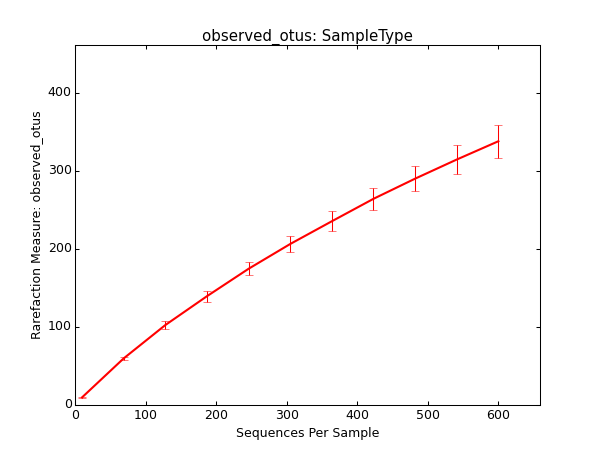 observed_otus: SampleType
Rarefaction Measure: observed_otus
400
300
200
100
0
0 100 200 300 400 500 600
Sequences Per Sample